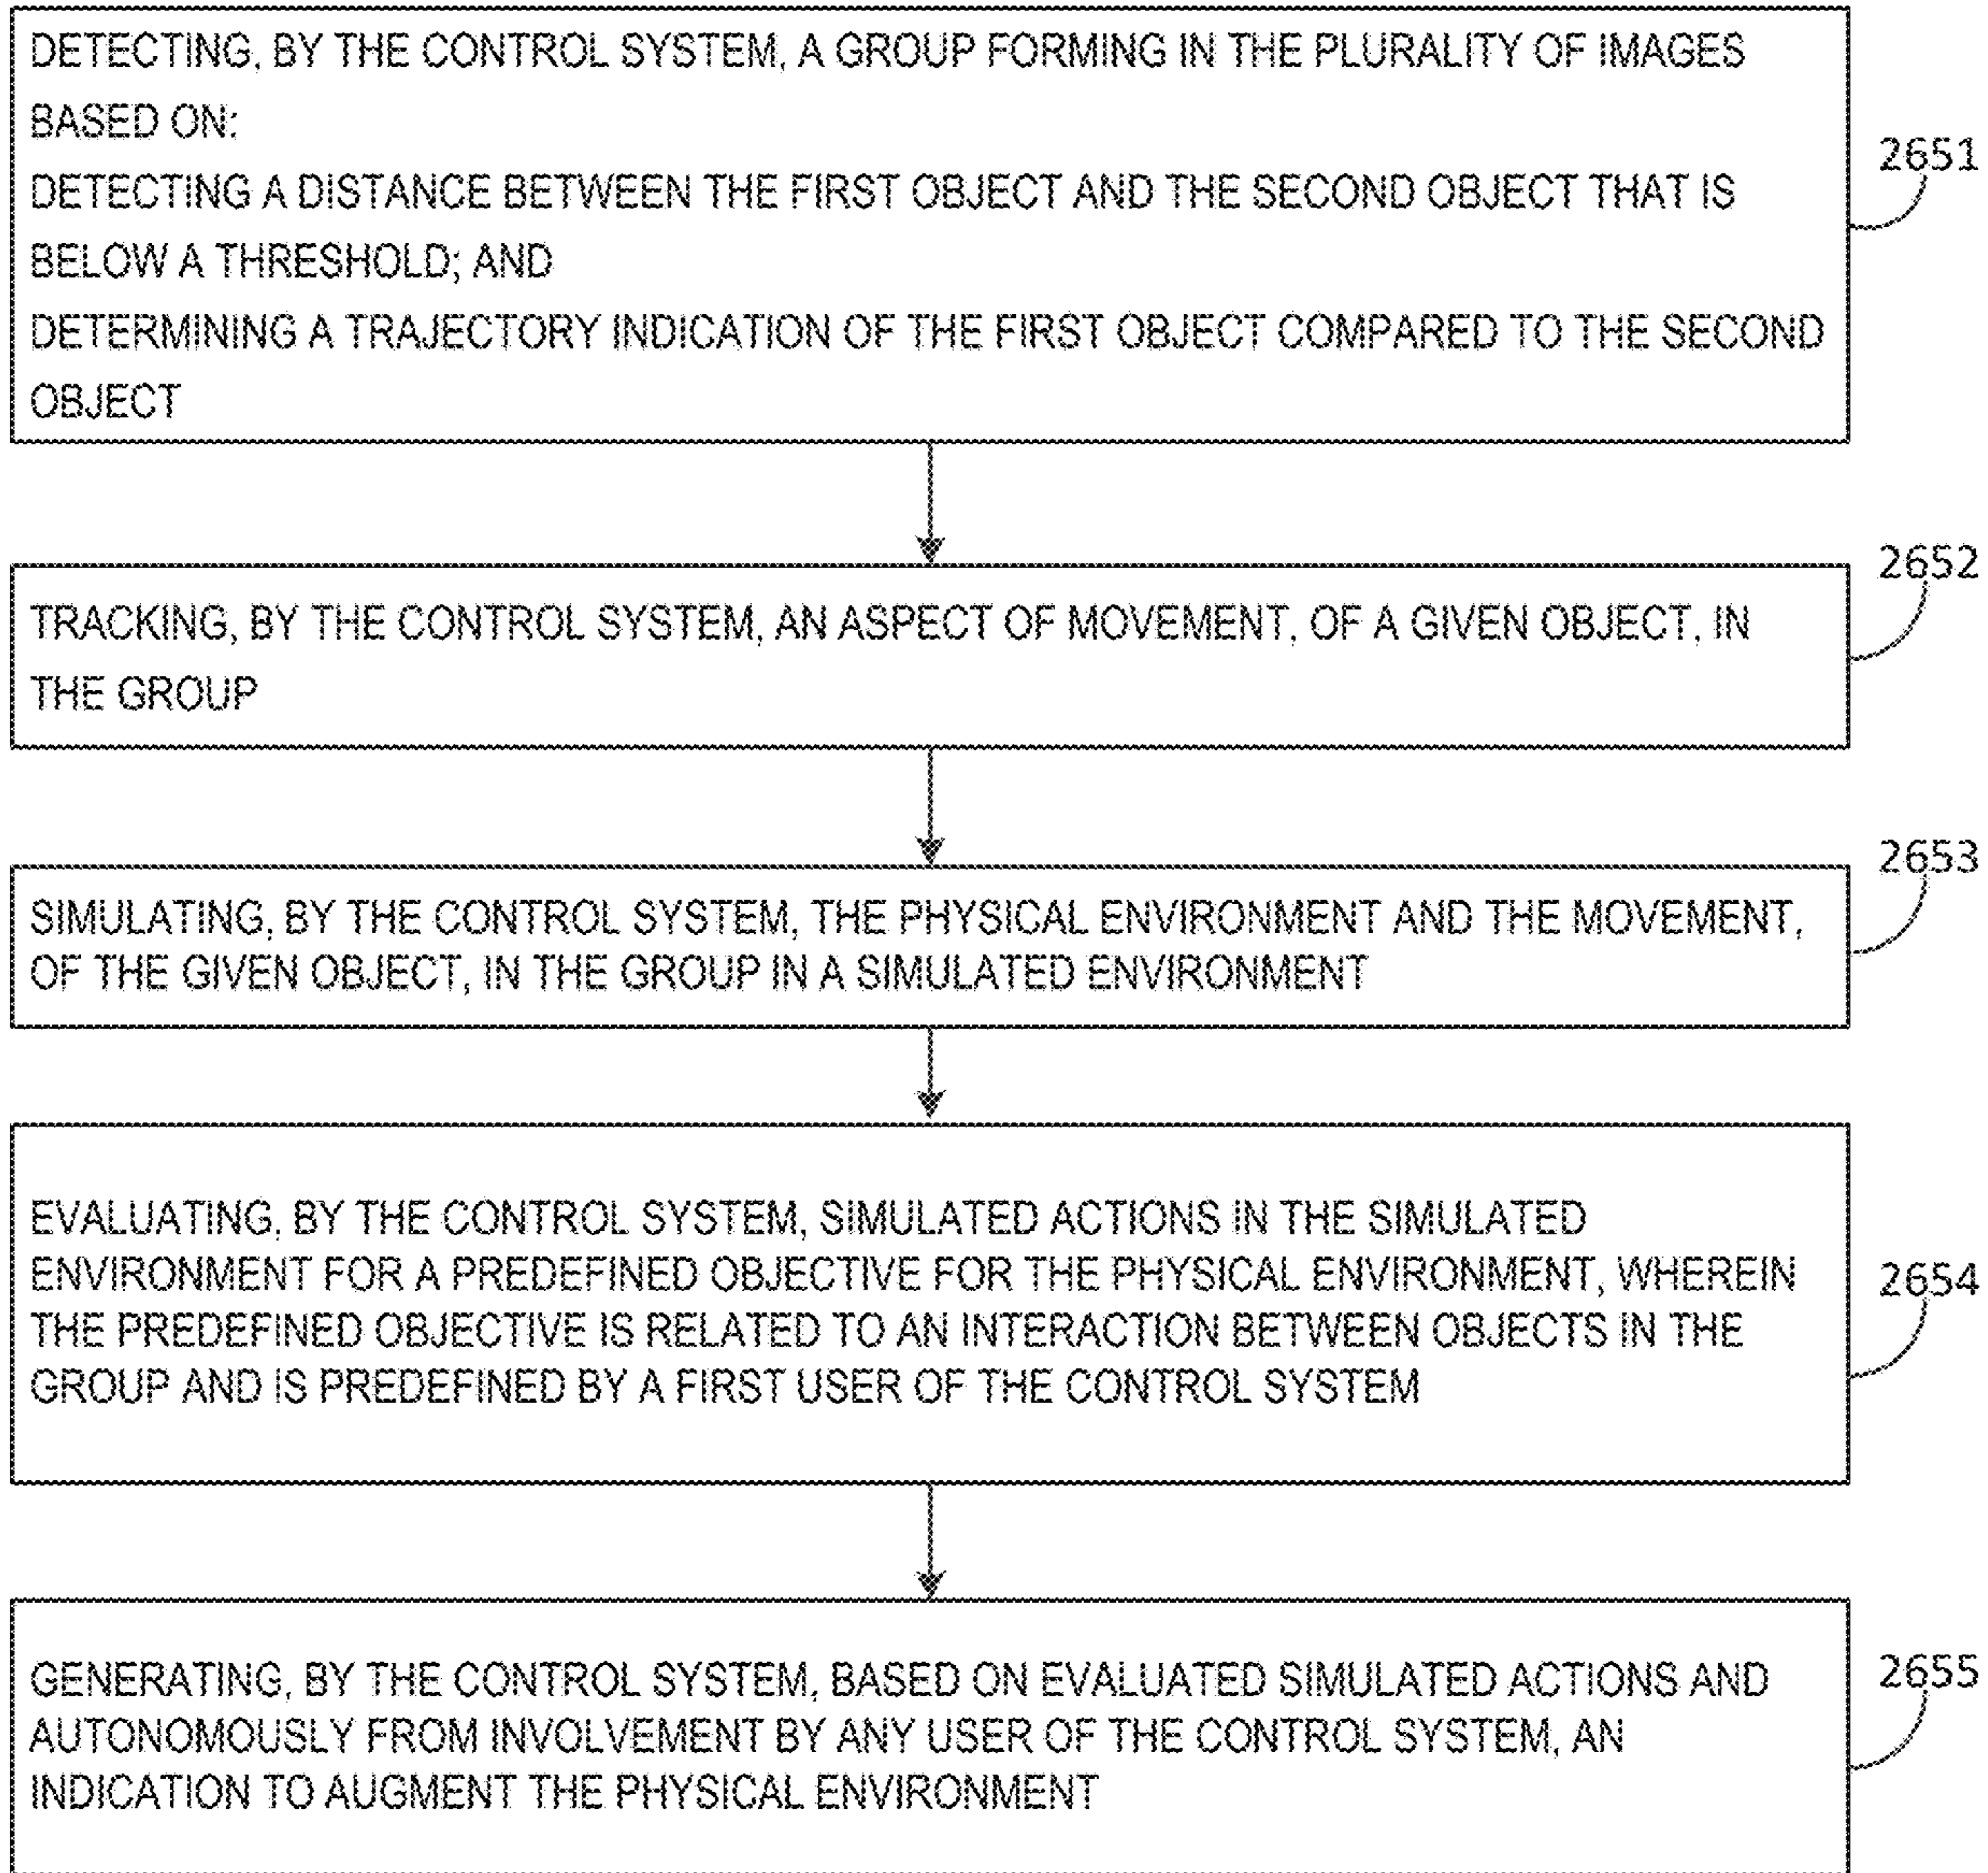 DETECTING, BY THE CONTROL SYSTEM, A GROUP FORMING IN THE PLURALITY OF IMAGES
BASED ON:
DETECTING A DISTANCE BETWEEN THE FIRST OBJECT AND THE SECOND OBJECT THAT IS
BELOW A THRESHOLD; AND
DETERMINING A TRAJECTORY INDICATION OF THE FIRST OBJECT COMPARED TO THE SECOND
OBJECT
2651
TRACKING, BY THE CONTROL SYSTEM, AN ASPECT OF MOVEMENT, OF A GIVEN OBJECT, IN
THE GROUP
2652
SIMULATING, BY THE CONTROL SYSTEM, THE PHYSICAL ENVIRONMENT AND THE MOVEMENT,
OF THE GIVEN OBJECT, IN THE GROUP IN A SIMULATED ENVIRONMENT
2653
EVALUATING, BY THE CONTROL SYSTEM, SIMULATED ACTIONS IN THE SIMULATED
ENVIRONMENT FOR A PREDEFINED OBJECTIVE FOR THE PHYSICAL ENVIRONMENT, WHEREIN
THE PREDEFINED OBJECTIVE IS RELATED TO AN INTERACTION BETWEEN OBJECTS IN THE
GROUP AND IS PREDEFINED BY A FIRST USER OF THE CONTROL SYSTEM
2654
GENERATING, BY THE CONTROL SYSTEM, BASED ON EVALUATED SIMULATED ACTIONS AND
AUTONOMOUSLY FROM INVOLVEMENT BY ANY USER OF THE CONTROL SYSTEM, AN
INDICATION TO AUGMENT THE PHYSICAL ENVIRONMENT
2655